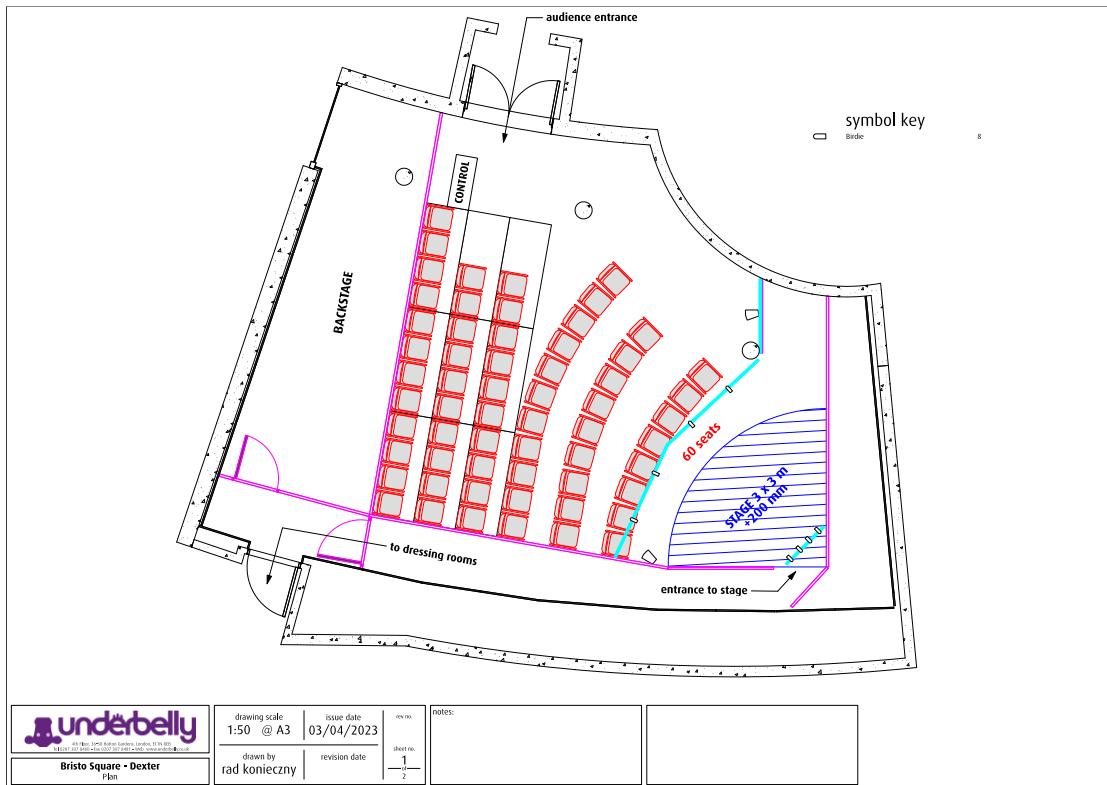 audience entrance
symbol key
Birdie 8
CONTROL
BACKSTAGE
60 seats
STAGE 3 x 3 m
+200 mm
to dressing rooms
entrance to stage
underbelly
Bristo Square - Dexter
Plan
drawing scale
1:50 @ A3
issue date
03/04/2023
rev no.
drawn by
rad konieczny
revision date
sheet no.
1
of
2
notes: